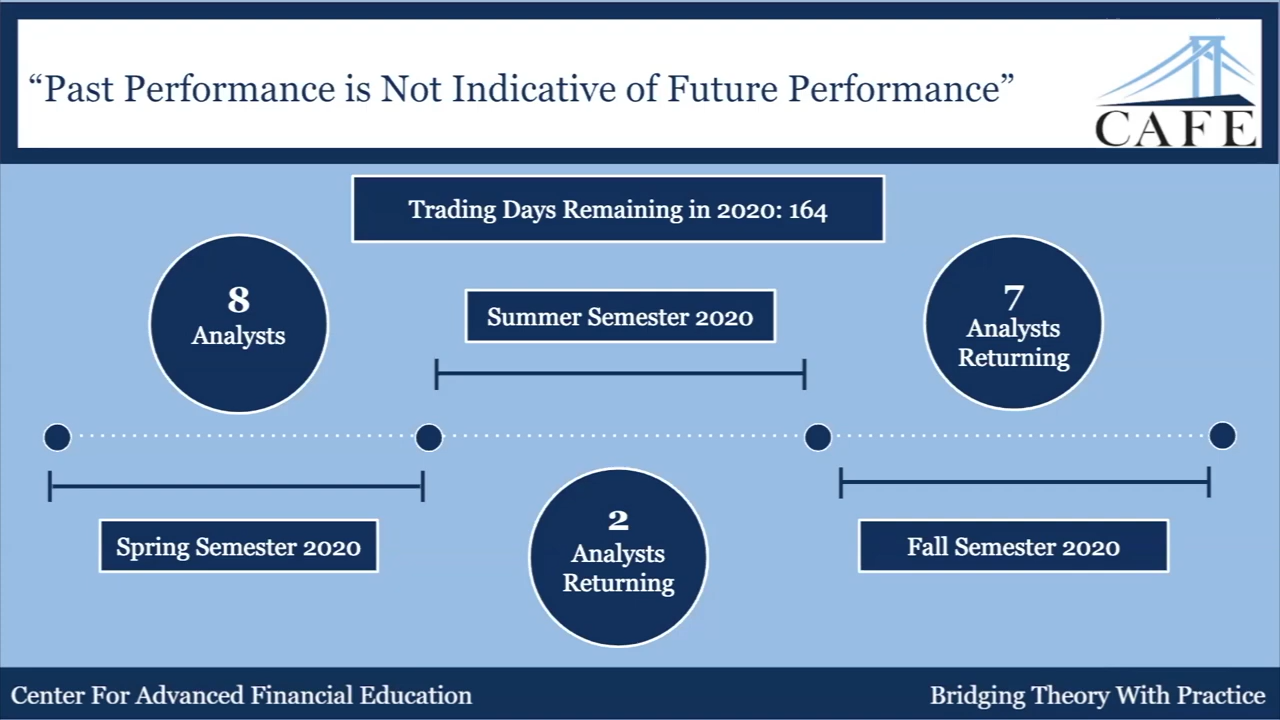 “Past Performance is Not Indicative of Future Performance”
CAFE
Trading Days Remaining in 2020: 164
8
Analysts
Summer Semester 2020
7
Analysts
Returning
Spring Semester 2020
2
Analysts
Returning
Fall Semester 2020
Center For Advanced Financial Education
Bridging Theory With Practice